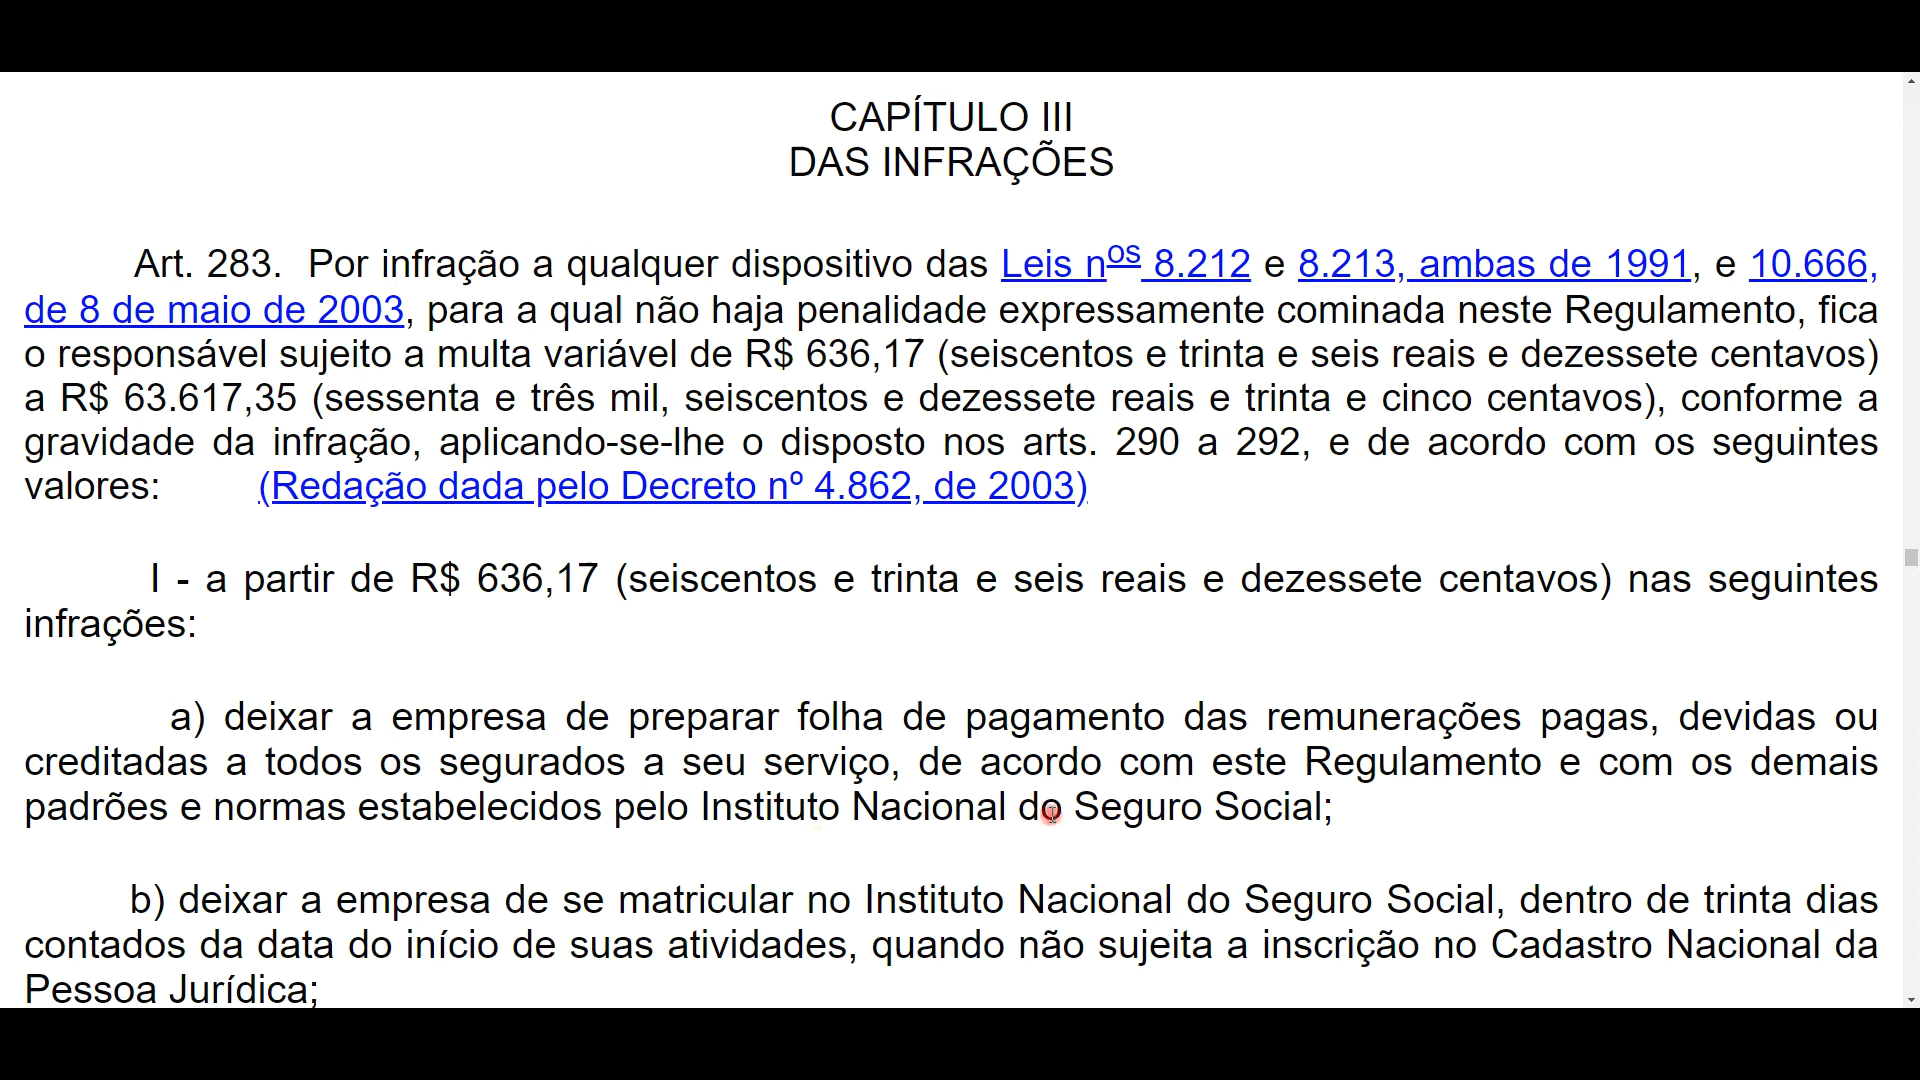 CAPÍTULO III
DAS INFRAÇÕES
Art. 283. Por infração a qualquer dispositivo das Leis nos 8.212 e 8.213, ambas de 1991, e 10.666,
de 8 de maio de 2003, para a qual não haja penalidade expressamente cominada neste Regulamento, fica
o responsável sujeito a multa variável de R$ 636,17 (seiscentos e trinta e seis reais e dezessete centavos)
a R$ 63.617,35 (sessenta e três mil, seiscentos e dezessete reais e trinta e cinco centavos), conforme a
gravidade da infração, aplicando-se-lhe o disposto nos arts. 290 a 292, e de acordo com os seguintes
valores: (Redação dada pelo Decreto nº 4.862, de 2003)
I - a partir de R$ 636,17 (seiscentos e trinta e seis reais e dezessete centavos) nas seguintes
infrações:
a) deixar a empresa de preparar folha de pagamento das remunerações pagas, devidas ou
creditadas a todos os segurados a seu serviço, de acordo com este Regulamento e com os demais
padrões e normas estabelecidos pelo Instituto Nacional do Seguro Social;
b) deixar a empresa de se matricular no Instituto Nacional do Seguro Social, dentro de trinta dias
contados da data do início de suas atividades, quando não sujeita a inscrição no Cadastro Nacional da
Pessoa Jurídica;